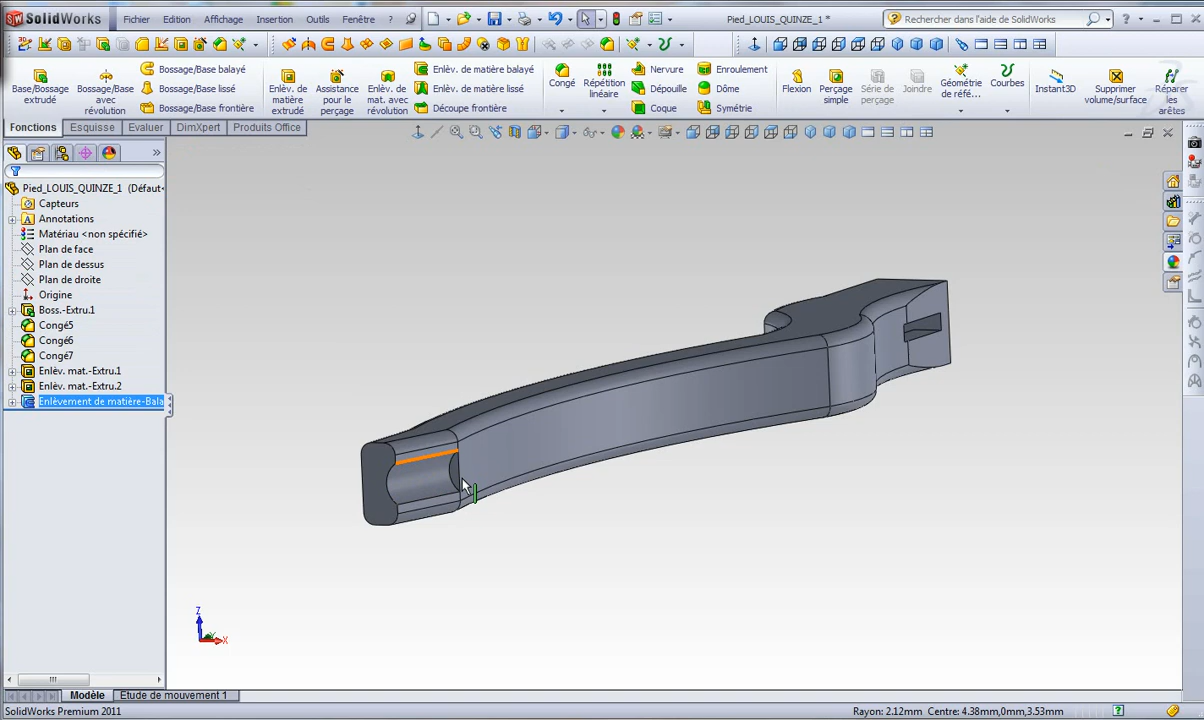 SolidWorks
Fichier Edition Affichage Insertion Outils Fenêtre
Pied_LOUIS_QUINZE_1 *
Rechercher dans l'aide de SolidWorks
Base/Bossage extrudé
Bossage/Base avec révolution
Bossage/Base balayé
Bossage/Base lissé
Bossage/Base frontière
Enlèv. de matière extrudé
Assistance pour le perçage
Enlèv. de mat. avec révolution
Enlèv. de matière balayé
Enlèv. de matière lissé
Découpe frontière
Congé
Répétition linéaire
Nervure
Dépouille
Coque
Enroulement
Dôme
Symétrie
Flexion
Perçage simple
Série de perçage
Joindre
Géométrie de référ...
Courbes
Instant3D
Supprimer volume/surface
Réparer les arêtes
Fonctions Esquisse Evaluer DimXpert Produits Office
Pied_LOUIS_QUINZE_1 (Défaut<
Capteurs
Annotations
Matériau <non spécifié>
Plan de face
Plan de dessus
Plan de droite
Origine
Boss.-Extru.1
Congé5
Congé6
Congé7
Enlèv. mat.-Extru.1
Enlèv. mat.-Extru.2
Enlèvement de matière-Bala
Z
X
Modèle Etude de mouvement 1
SolidWorks Premium 2011
Rayon: 2.12mm Centre: 4.38mm,0mm,3.53mm